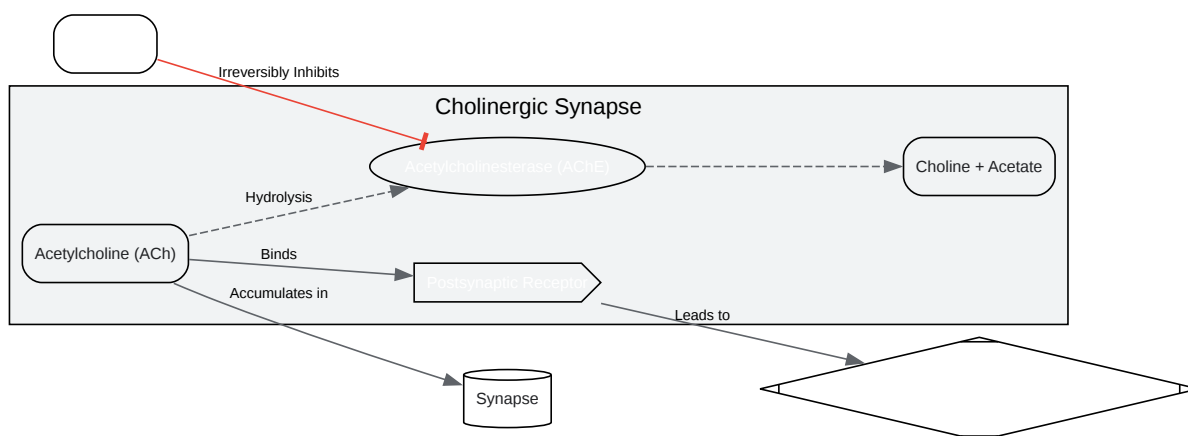 Irreversibly Inhibits
Cholinergic Synapse
Acetylcholinesterase (AChE)
Choline + Acetate
Hydrolysis
Acetylcholine (ACh)
Binds
Postsynaptic Receptor
Accumulates in
Leads to
Synapse